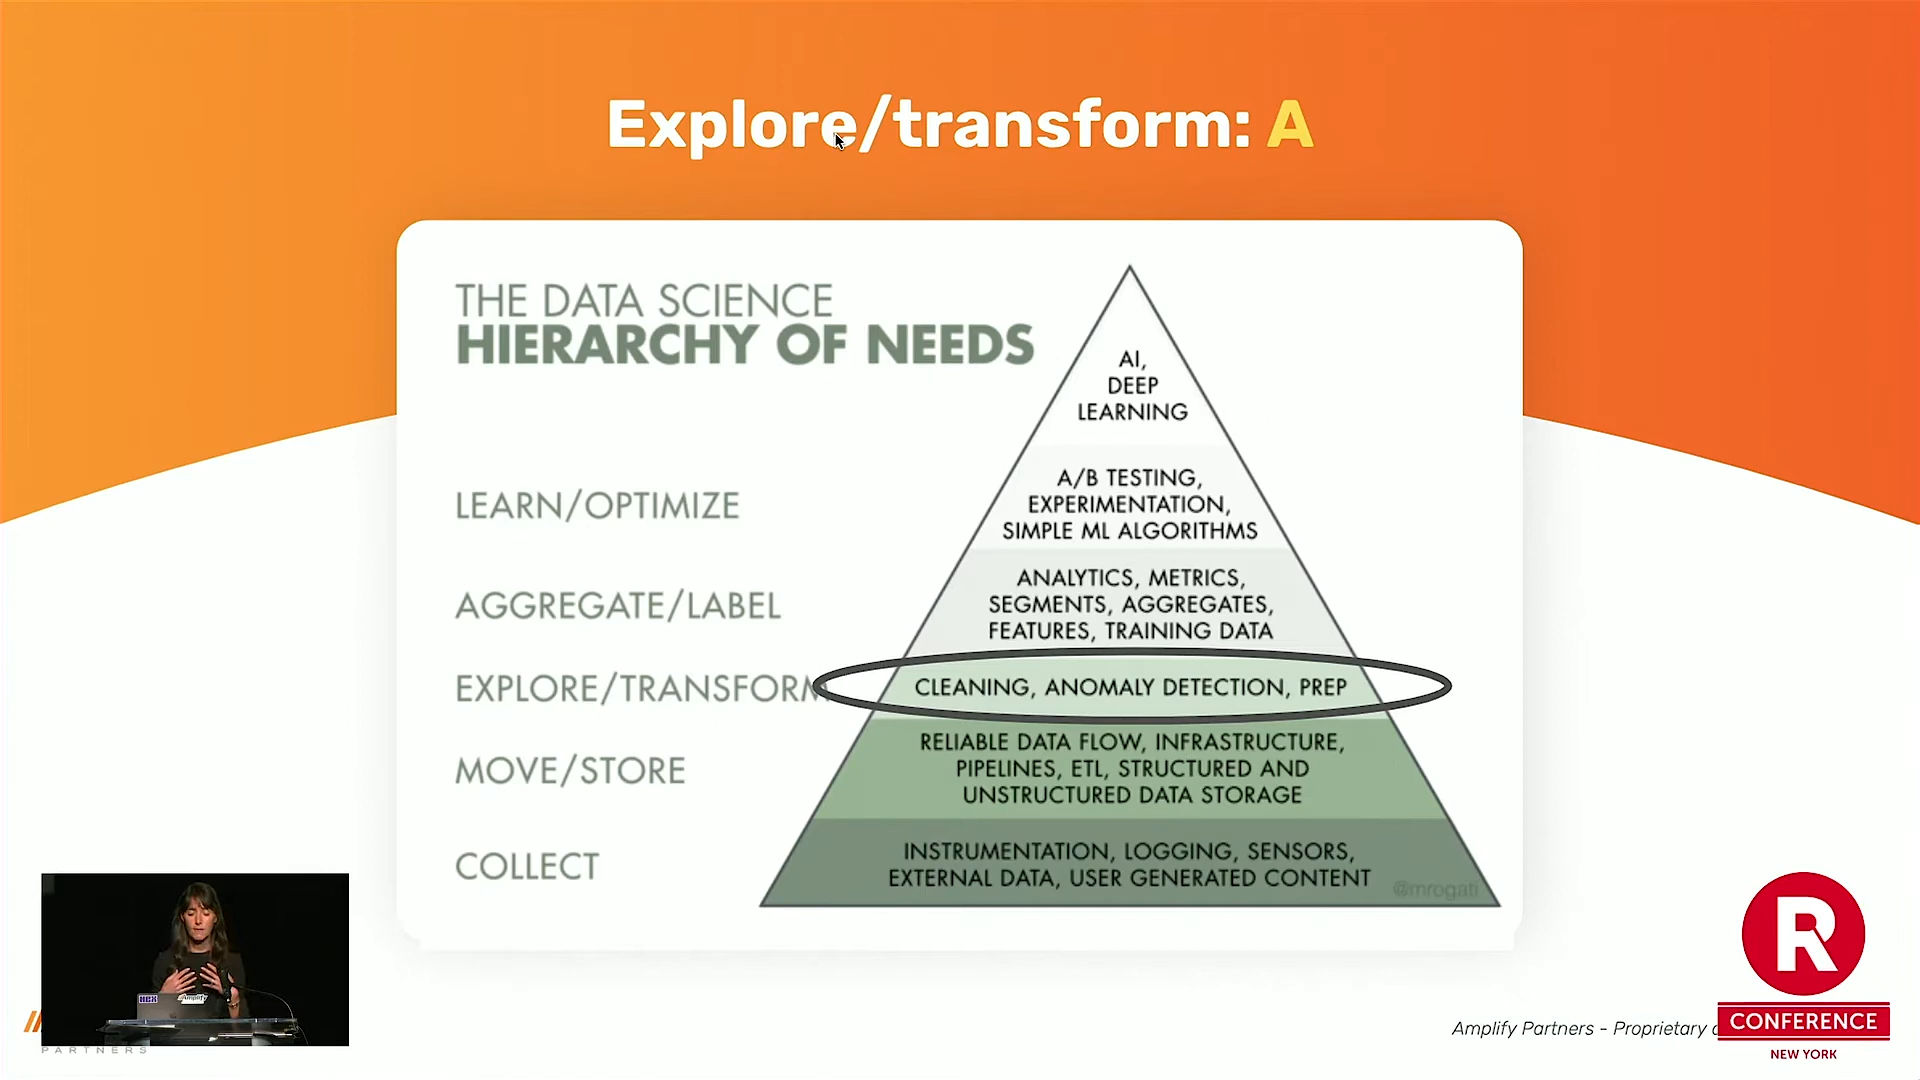 Explore/transform: A
THE DATA SCIENCE
HIERARCHY OF NEEDS
AI,
DEEP
LEARNING
LEARN/OPTIMIZE
A/B TESTING,
EXPERIMENTATION,
SIMPLE ML ALGORITHMS
AGGREGATE/LABEL
ANALYTICS, METRICS,
SEGMENTS, AGGREGATES,
FEATURES, TRAINING DATA
EXPLORE/TRANSFORM
CLEANING, ANOMALY DETECTION, PREP
MOVE/STORE
RELIABLE DATA FLOW, INFRASTRUCTURE,
PIPELINES, ETL, STRUCTURED AND
UNSTRUCTURED DATA STORAGE
COLLECT
INSTRUMENTATION, LOGGING, SENSORS,
EXTERNAL DATA, USER GENERATED CONTENT
@mrogati
HEX
Amplify
PARTNERS
Amplify Partners - Proprietary
R
CONFERENCE
NEW YORK